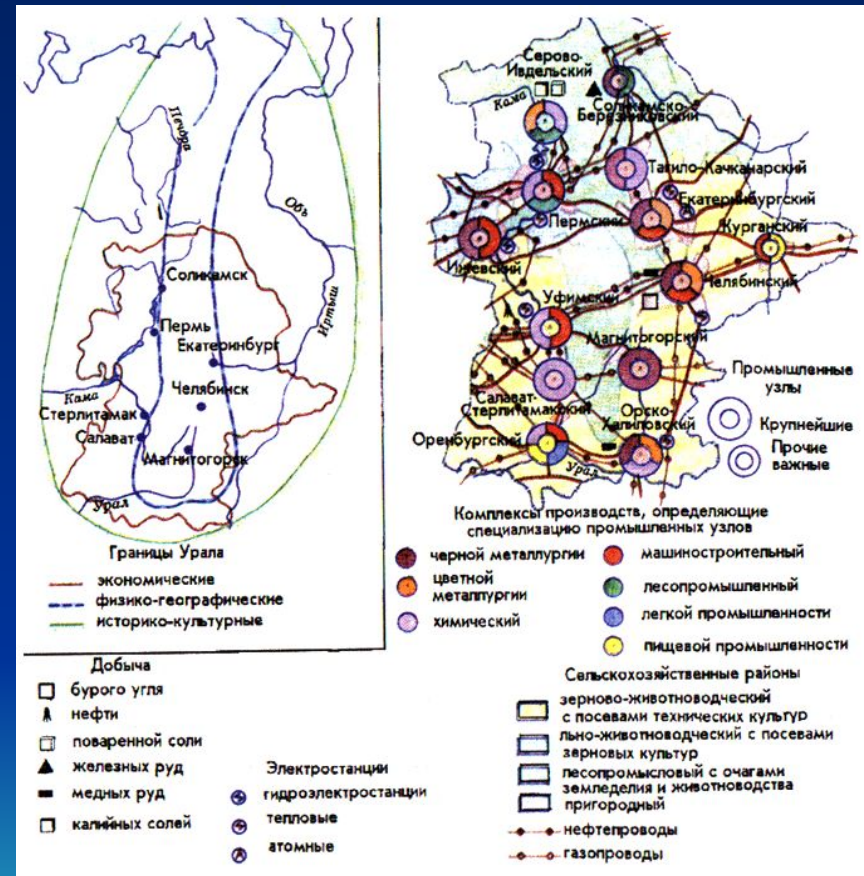 Печора
Обь
Иртыш
Соликамск
Пермь
Екатеринбург
Кама
Челябинск
Стерлитамак
Салават
Магнитогорск
Урал
Границы Урала
экономические
физико-географические
историко-культурные
Серово-
Ивдельский
Кама
Соликамско-
Березниковский
Тагило-Качканарский
Екатеринбургский
Пермский
Курганский
Ижевский
Челябинский
Уфимский
Магнитогорский
Салават-
Стерлитамакский
Орско-
Халиловский
Оренбургский
Урал
Промышленные
узлы
Крупнейшие
Прочие
важные
Комплексы производств, определяющие
специализацию промышленных узлов
черной металлургии
цветной
металлургии
химический
машиностроительный
лесопромышленный
легкой промышленности
пищевой промышленности
Добыча
бурого угля
нефти
поваренной соли
железных руд
медных руд
калийных солей
Электростанции
гидроэлектростанции
тепловые
атомные
Сельскохозяйственные районы
зерново-животноводческий
с посевами технических культур
льно-животноводческий с посевами
зерновых культур
лесопромысловый с очагами
земледелия и животноводства
пригородный
нефтепроводы
газопроводы